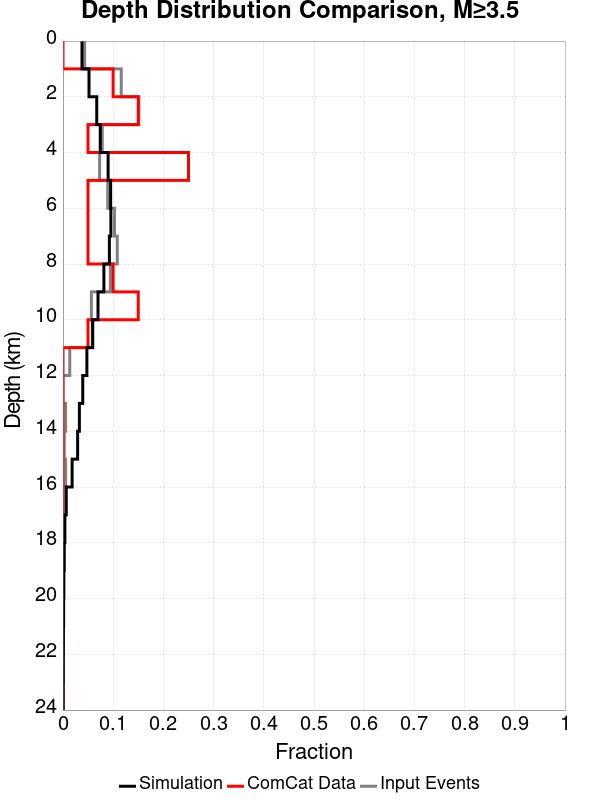 Depth Distribution Comparison, M≥3.5
0
2
4
6
8
10
12
14
16
18
20
22
24
Depth (km)
0 0.1 0.2 0.3 0.4 0.5 0.6 0.7 0.8 0.9 1
Fraction
Simulation ComCat Data Input Events